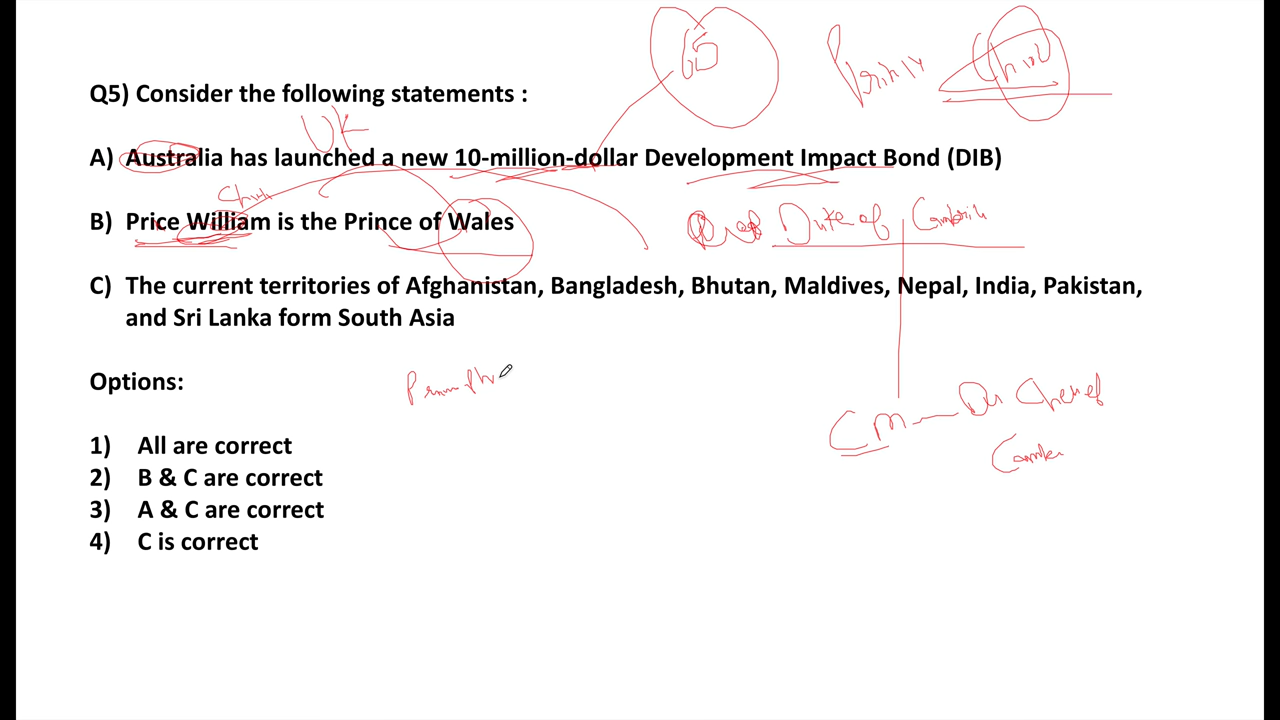 65
Q5) Consider the following statements :
UK
A) Australia has launched a new 10-million-dollar Development Impact Bond (DIB)
B) Price William is the Prince of Wales
Duke of
C) The current territories of Afghanistan, Bangladesh, Bhutan, Maldives, Nepal, India, Pakistan,
and Sri Lanka form South Asia
Options:
CM
1) All are correct
2) B & C are correct
3) A & C are correct
4) C is correct